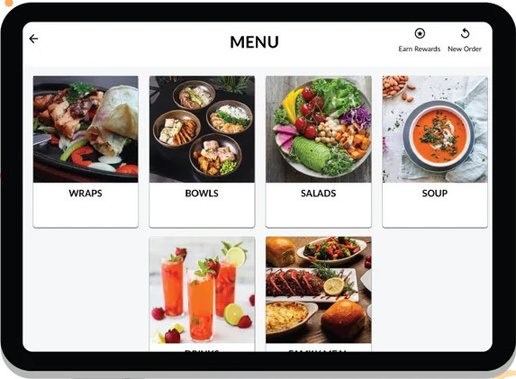 MENU
Earn Rewards
New Order
WRAPS
BOWLS
SALADS
SOUP